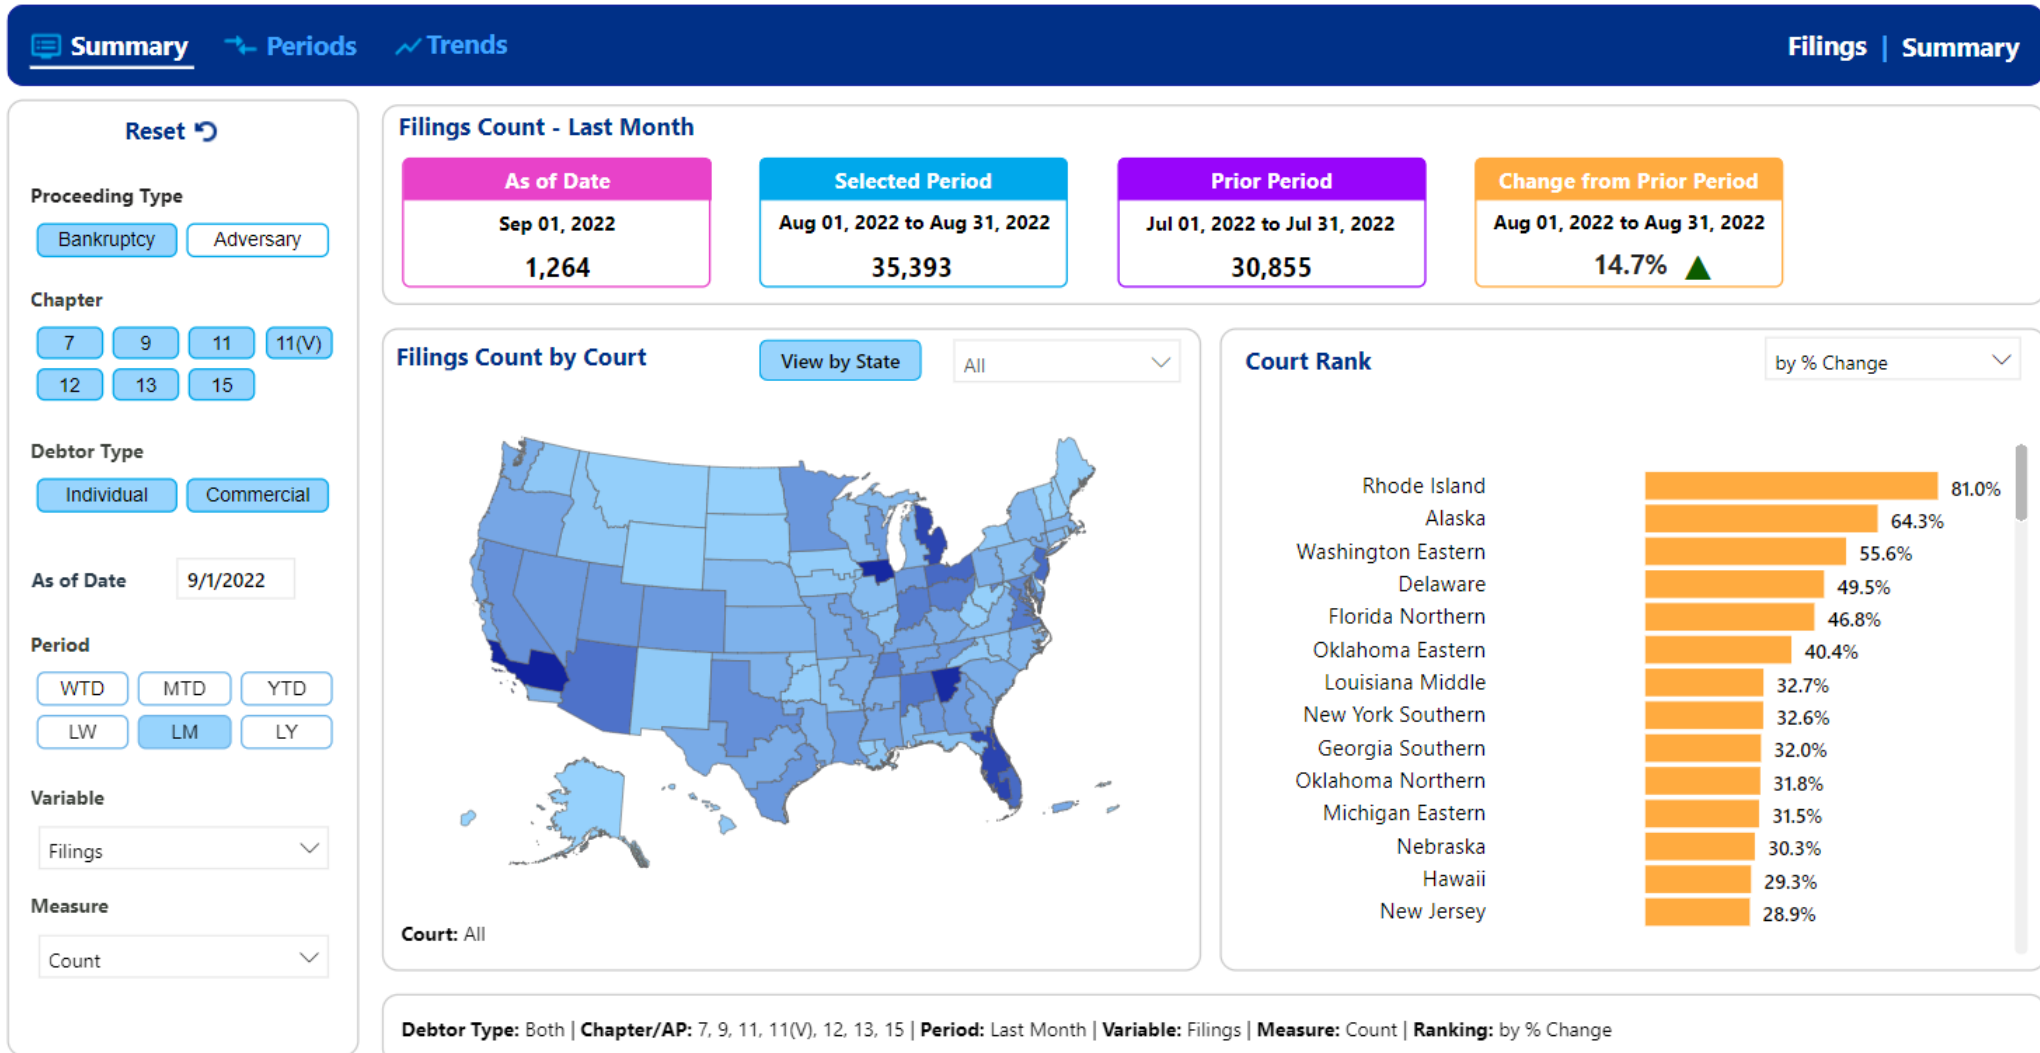 Summary Periods Trends Filings | Summary
Reset
Proceeding Type
Bankruptcy Adversary
Chapter
7 9 11 11(V)
12 13 15
Debtor Type
Individual Commercial
As of Date 9/1/2022
Period
WTD MTD YTD
LW LM LY
Variable
Filings
Measure
Count
Filings Count - Last Month
As of Date
Sep 01, 2022
1,264
Selected Period
Aug 01, 2022 to Aug 31, 2022
35,393
Prior Period
Jul 01, 2022 to Jul 31, 2022
30,855
Change from Prior Period
Aug 01, 2022 to Aug 31, 2022
14.7%
Filings Count by Court View by State All
Court: All
Court Rank by % Change
Rhode Island 81.0%
Alaska 64.3%
Washington Eastern 55.6%
Delaware 49.5%
Florida Northern 46.8%
Oklahoma Eastern 40.4%
Louisiana Middle 32.7%
New York Southern 32.6%
Georgia Southern 32.0%
Oklahoma Northern 31.8%
Michigan Eastern 31.5%
Nebraska 30.3%
Hawaii 29.3%
New Jersey 28.9%
Debtor Type: Both | Chapter/AP: 7, 9, 11, 11(V), 12, 13, 15 | Period: Last Month | Variable: Filings | Measure: Count | Ranking: by % Change